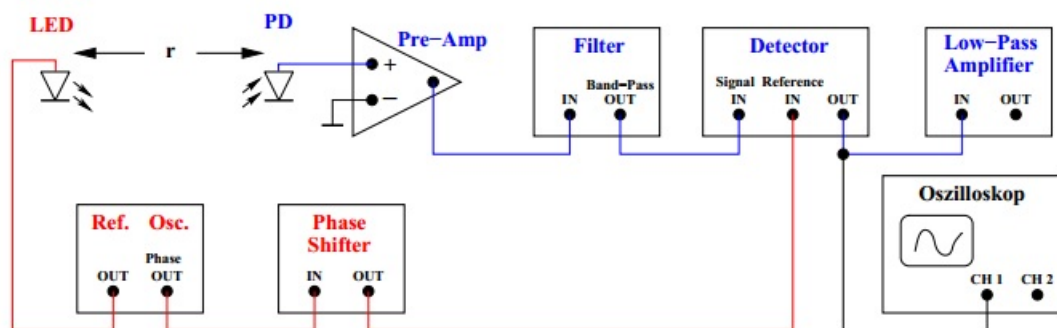 LED
r
PD
Pre-Amp
+
−
Filter
Band-Pass
IN OUT
Detector
Signal Reference
IN IN OUT
Low-Pass
Amplifier
IN OUT
Ref. Osc.
Phase
OUT OUT
Phase
Shifter
IN OUT
Oszilloskop
CH 1 CH 2